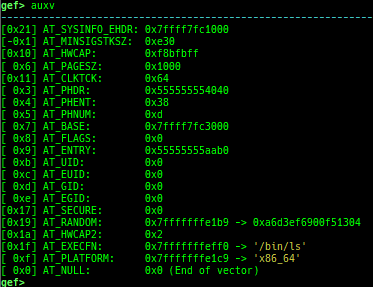 gef> auxv
[0x21] AT_SYSINFO_EHDR: 0x7ffff7fc1000
[-0x1] AT_MINSIGSTKSZ: 0xe30
[0x10] AT_HWCAP: 0xf8bfbff
[ 0x6] AT_PAGESZ: 0x1000
[0x11] AT_CLKTCK: 0x64
[ 0x3] AT_PHDR: 0x555555554040
[ 0x4] AT_PHENT: 0x38
[ 0x5] AT_PHNUM: 0xd
[ 0x7] AT_BASE: 0x7ffff7fc3000
[ 0x8] AT_FLAGS: 0x0
[ 0x9] AT_ENTRY: 0x55555555aab0
[ 0xb] AT_UID: 0x0
[ 0xc] AT_EUID: 0x0
[ 0xd] AT_GID: 0x0
[ 0xe] AT_EGID: 0x0
[0x17] AT_SECURE: 0x0
[0x19] AT_RANDOM: 0x7fffffffe1b9 -> 0xa6d3ef6900f51304
[0x1a] AT_HWCAP2: 0x2
[0x1f] AT_EXECFN: 0x7fffffffeff0 -> '/bin/ls'
[ 0xf] AT_PLATFORM: 0x7fffffffe1c9 -> 'x86_64'
[ 0x0] AT_NULL: 0x0 (End of vector)
gef>